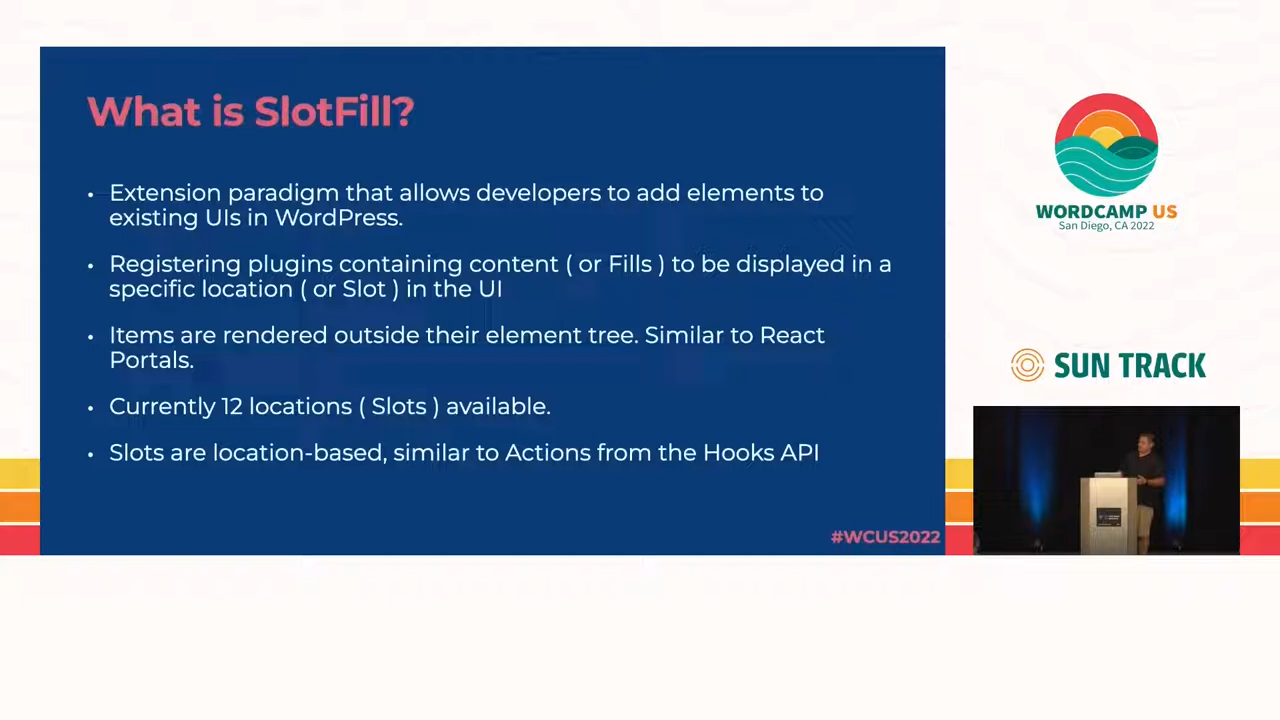 What is SlotFill?
• Extension paradigm that allows developers to add elements to
existing UIs in WordPress.
• Registering plugins containing content ( or Fills ) to be displayed in a
specific location ( or Slot ) in the UI
• Items are rendered outside their element tree. Similar to React
Portals.
• Currently 12 locations ( Slots ) available.
• Slots are location-based, similar to Actions from the Hooks API
#WCUS2022
WORDCAMP US
San Diego, CA 2022
SUN TRACK